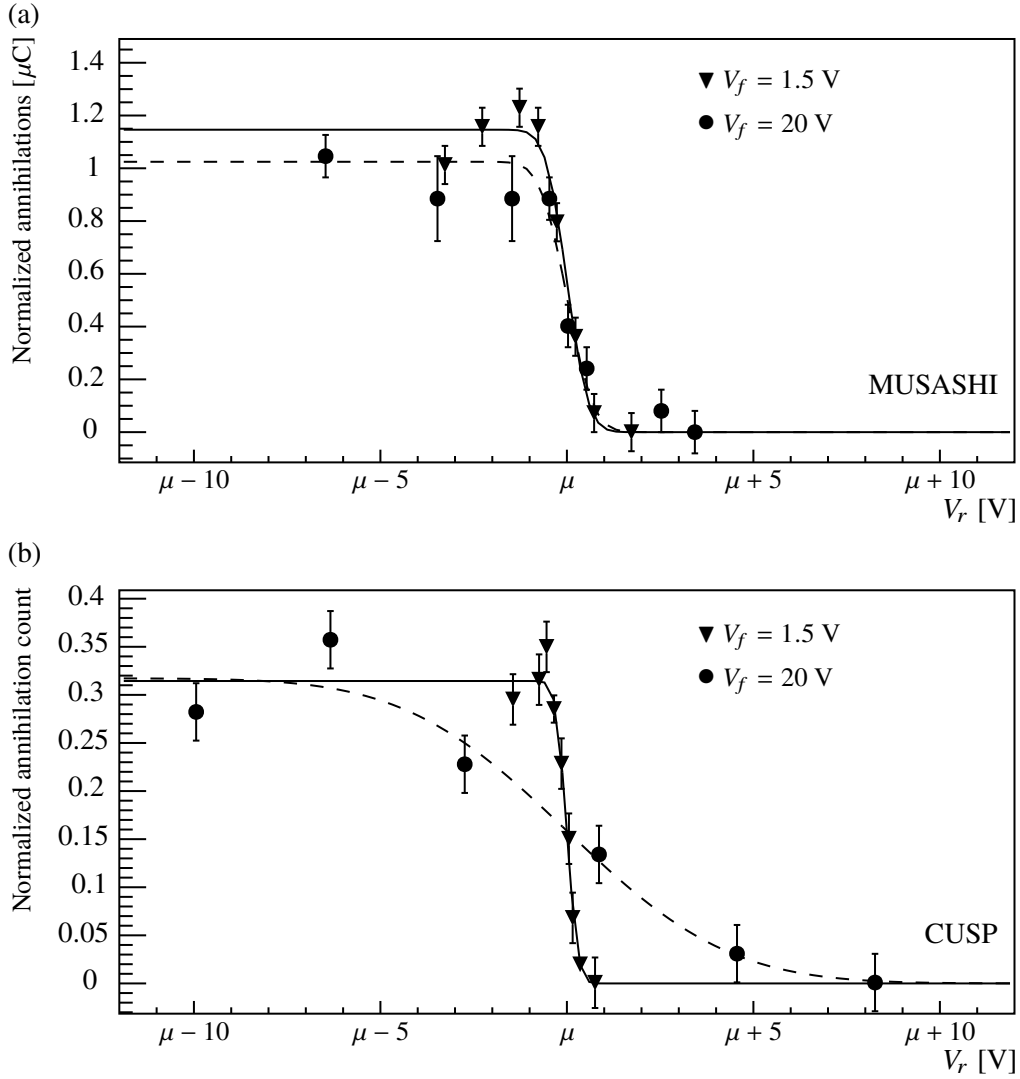 (a)
Normalized annihilations [μC]
1.4
1.2
1
0.8
0.6
0.4
0.2
0
▼ V_f = 1.5 V
● V_f = 20 V
MUSASHI
μ − 10 μ − 5 μ μ + 5 μ + 10
V_r [V]
(b)
Normalized annihilation count
0.4
0.35
0.3
0.25
0.2
0.15
0.1
0.05
0
▼ V_f = 1.5 V
● V_f = 20 V
CUSP
μ − 10 μ − 5 μ μ + 5 μ + 10
V_r [V]